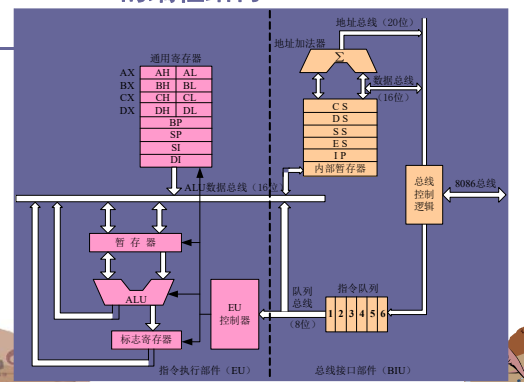 的编程结构
地址总线（20位）
地址加法器
通用寄存器
Σ
AX AH AL
BX BH BL
CX CH CL
DX DH DL
BP
SP
SI
DI
数据总线
（16位）
CS
DS
SS
ES
IP
内部暂存器
ALU数据总线（16位）
总线
控制
逻辑
8086总线
暂存器
ALU
标志寄存器
EU
控制器
队列
总线
（8位）
指令队列
1 2 3 4 5 6
指令执行部件（EU）
总线接口部件（BIU）